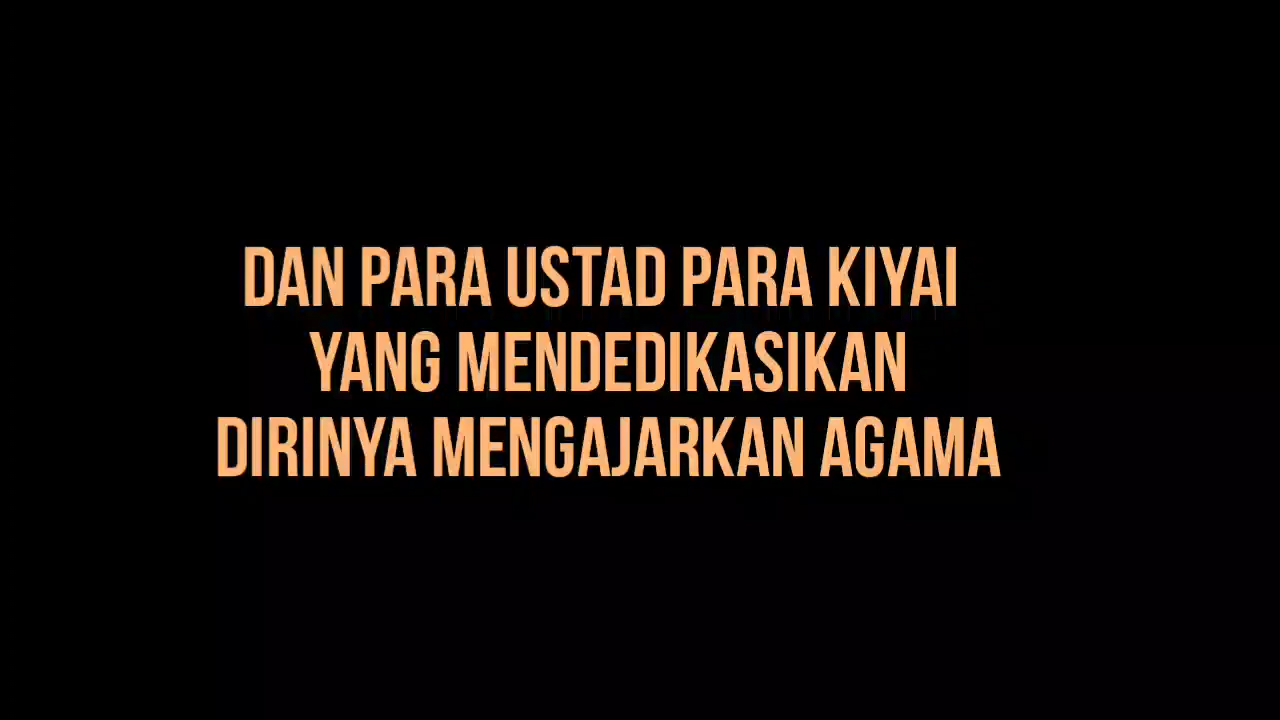 DAN PARA USTAD PARA KIYAI
YANG MENDEDIKASIKAN
DIRINYA MENGAJARKAN AGAMA